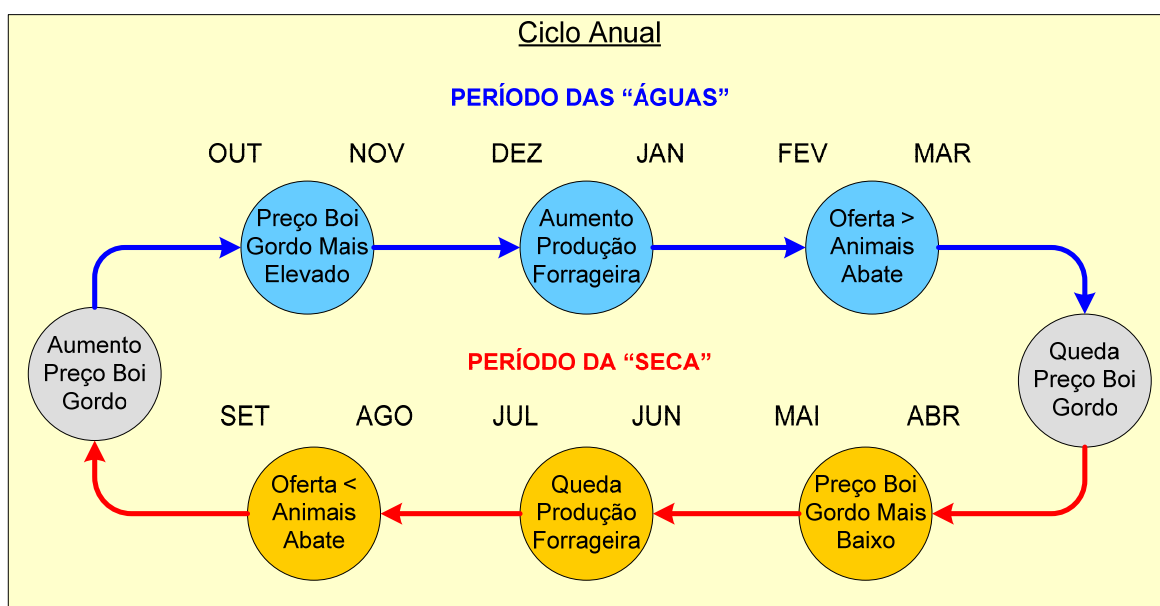 Ciclo Anual
PERÍODO DAS “ÁGUAS”
OUT NOV DEZ JAN FEV MAR
Preço Boi
Gordo Mais
Elevado
Aumento
Produção
Forrageira
Oferta >
Animais
Abate
Aumento
Preço Boi
Gordo
Queda
Preço Boi
Gordo
PERÍODO DA “SECA”
SET AGO JUL JUN MAI ABR
Oferta <
Animais
Abate
Queda
Produção
Forrageira
Preço Boi
Gordo Mais
Baixo